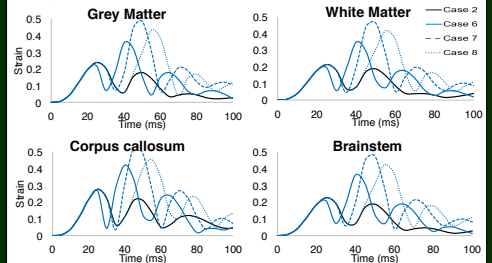 Grey Matter
White Matter
Case 2
Case 6
Case 7
Case 8
Strain
0.5
0.4
0.3
0.2
0.1
0
0 20 40 60 80 100
Time (ms)
0.5
0.4
0.3
0.2
0.1
0
0 20 40 60 80 100
Time (ms)
Corpus callosum
Brainstem
Strain
0.5
0.4
0.3
0.2
0.1
0
0 20 40 60 80 100
Time (ms)
0.5
0.4
0.3
0.2
0.1
0
0 20 40 60 80 100
Time (ms)